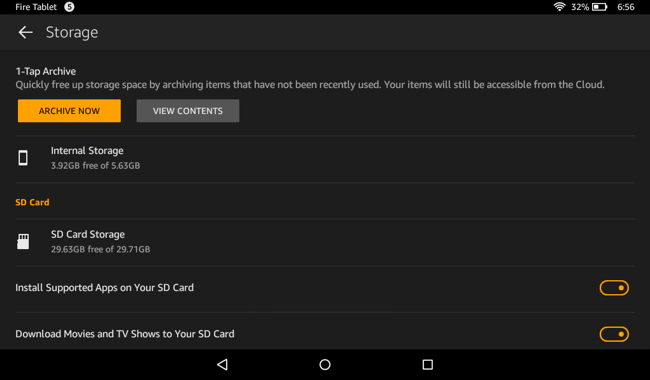 Fire Tablet 5 32% 6:56
Storage
1-Tap Archive
Quickly free up storage space by archiving items that have not been recently used. Your items will still be accessible from the Cloud.
ARCHIVE NOW VIEW CONTENTS
Internal Storage
3.92GB free of 5.63GB
SD Card
SD Card Storage
29.63GB free of 29.71GB
Install Supported Apps on Your SD Card
Download Movies and TV Shows to Your SD Card